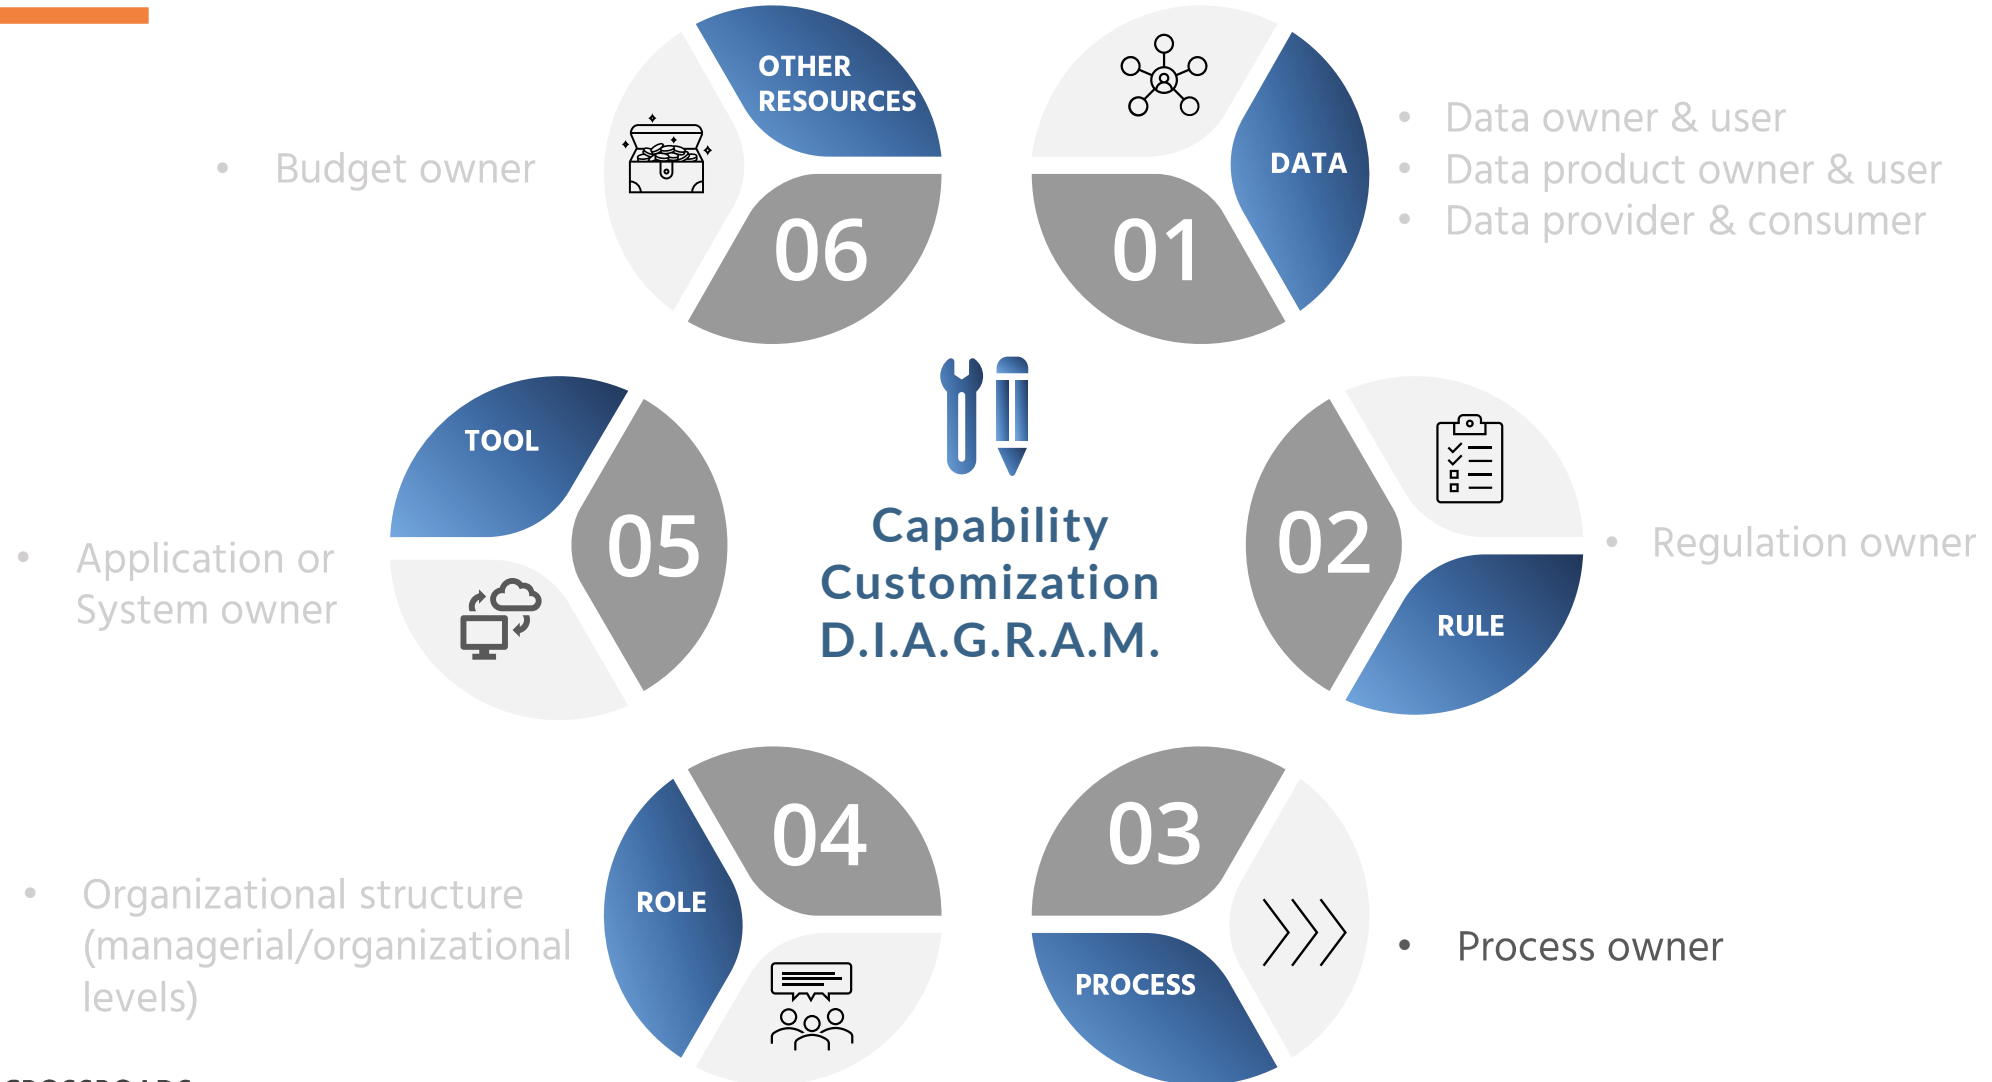 OTHER
RESOURCES
06
• Budget owner
01
DATA
• Data owner & user
• Data product owner & user
• Data provider & consumer
TOOL
05
• Application or
System owner
Capability
Customization
D.I.A.G.R.A.M.
02
RULE
• Regulation owner
04
ROLE
• Organizational structure
(managerial/organizational
levels)
03
PROCESS
• Process owner